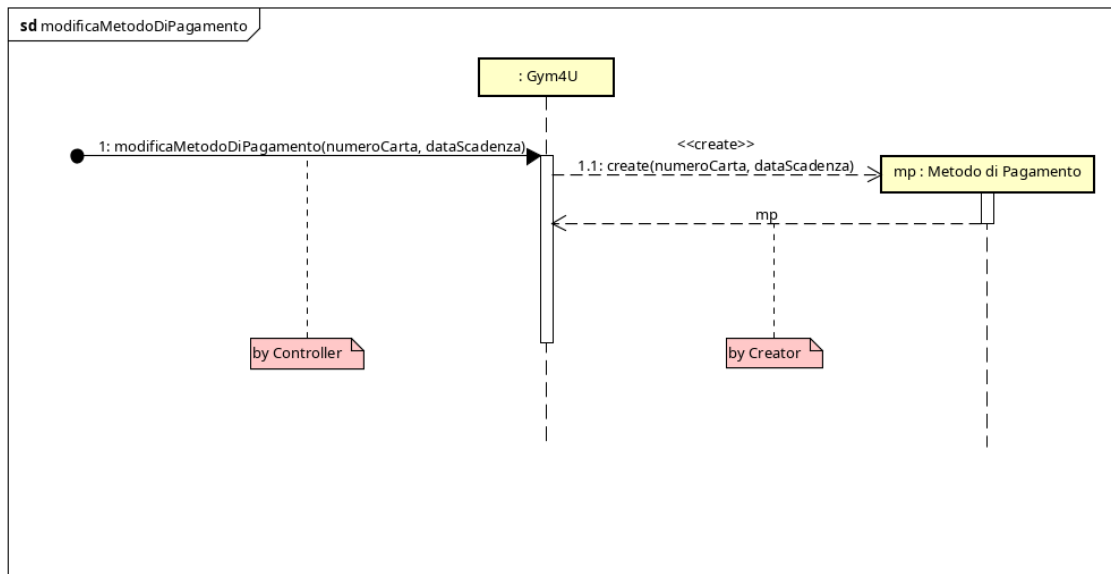 sd modificaMetodoDiPagamento
: Gym4U
1: modificaMetodoDiPagamento(numeroCarta, dataScadenza)
<<create>>
1.1: create(numeroCarta, dataScadenza)
mp : Metodo di Pagamento
mp
by Controller
by Creator